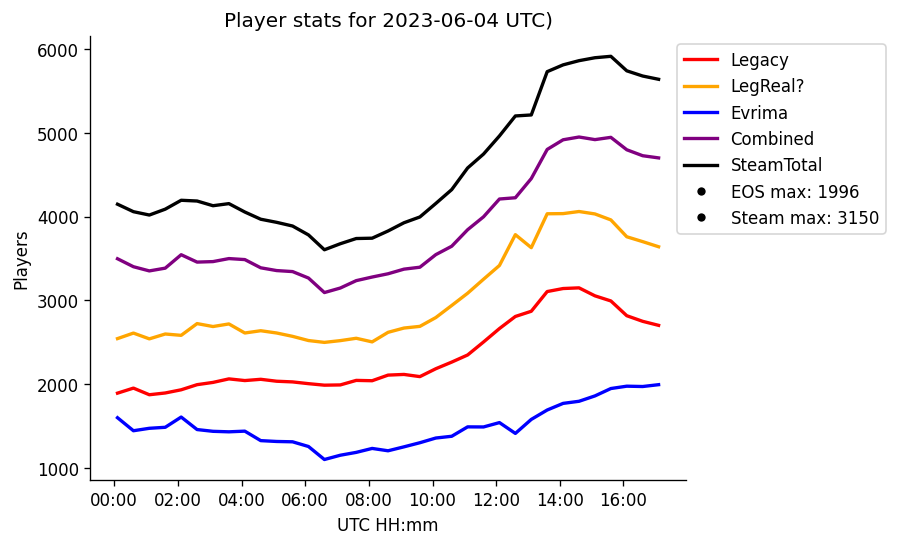 Player stats for 2023-06-04 UTC)
Players
6000
5000
4000
3000
2000
1000
00:00 02:00 04:00 06:00 08:00 10:00 12:00 14:00 16:00
UTC HH:mm
Legacy
LegReal?
Evrima
Combined
SteamTotal
EOS max: 1996
Steam max: 3150